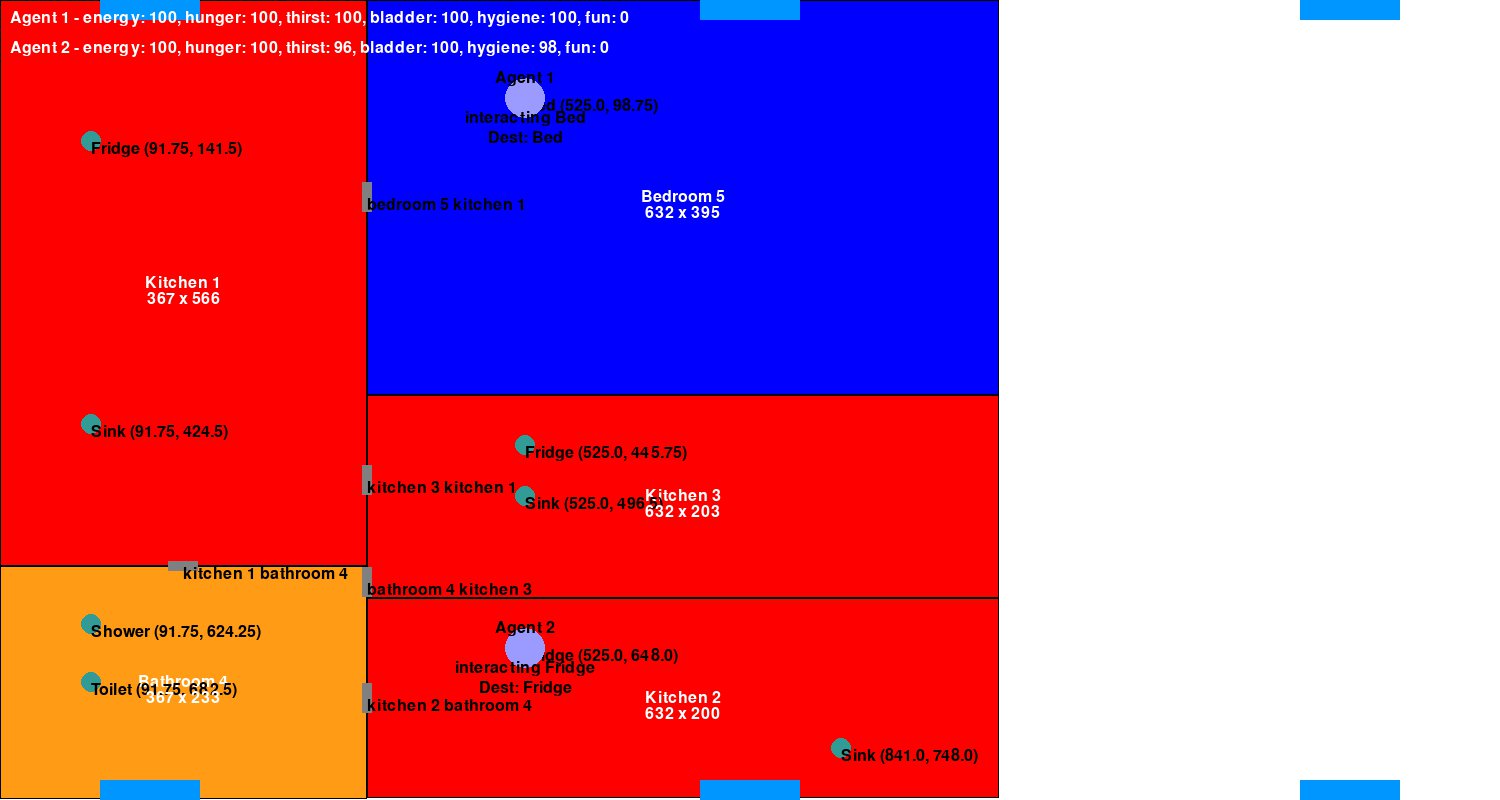 Agent 1 - energy: 100, hunger: 100, thirst: 100, bladder: 100, hygiene: 100, fun: 0
Agent 2 - energy: 100, hunger: 100, thirst: 96, bladder: 100, hygiene: 98, fun: 0
Agent 1
(525.0, 98.75)
interacting Bed
Dest: Bed
Fridge (91.75, 141.5)
Bedroom 5
632 x 395
bedroom 5 kitchen 1
Kitchen 1
367 x 566
Sink (91.75, 424.5)
Fridge (525.0, 445.75)
kitchen 3 kitchen 1
Kitchen 3
632 x 203
Sink (525.0, 496.5)
kitchen 1 bathroom 4
bathroom 4 kitchen 3
Shower (91.75, 624.25)
Agent 2
(525.0, 648.0)
interacting Fridge
Dest: Fridge
Bathroom 4
367 x 233
Toilet (91.75, 682.5)
Kitchen 2
632 x 200
kitchen 2 bathroom 4
Sink (841.0, 748.0)